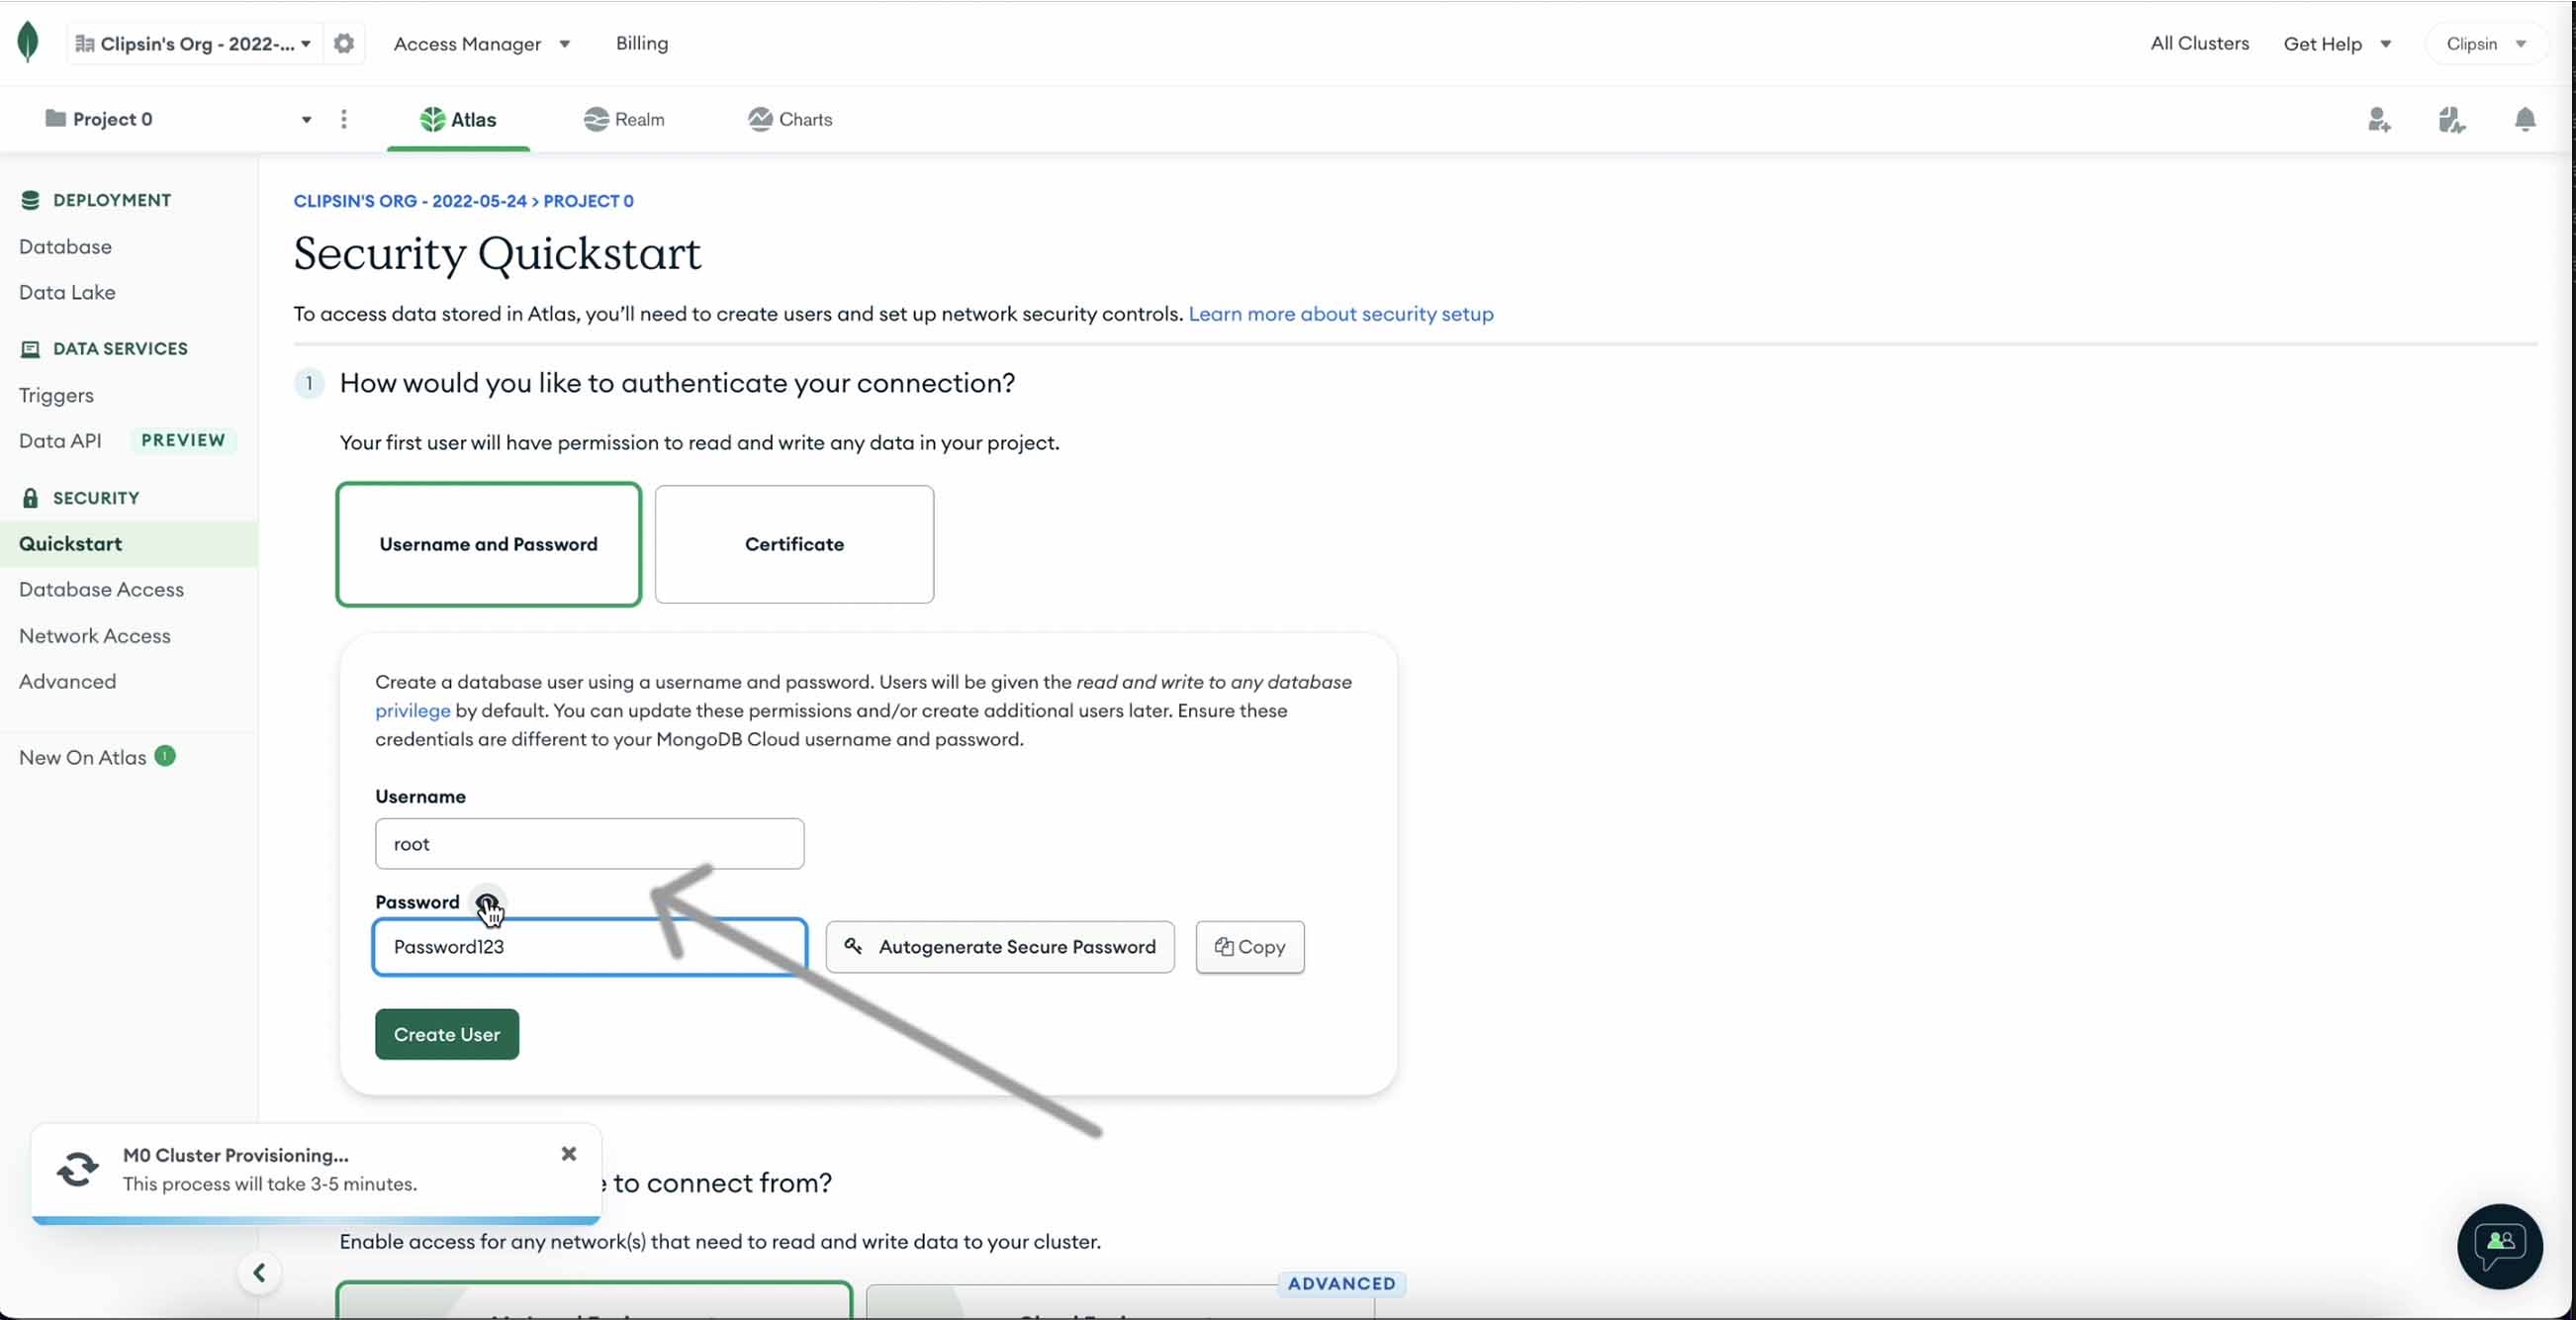 Clipsin's Org - 2022-...
Access Manager
Billing
All Clusters
Get Help
Clipsin
Project 0
Atlas
Realm
Charts
DEPLOYMENT
Database
Data Lake
DATA SERVICES
Triggers
Data API PREVIEW
SECURITY
Quickstart
Database Access
Network Access
Advanced
New On Atlas 1
CLIPSIN'S ORG - 2022-05-24 > PROJECT 0
Security Quickstart
To access data stored in Atlas, you’ll need to create users and set up network security controls. Learn more about security setup
1 How would you like to authenticate your connection?
Your first user will have permission to read and write any data in your project.
Username and Password
Certificate
Create a database user using a username and password. Users will be given the read and write to any database
privilege by default. You can update these permissions and/or create additional users later. Ensure these
credentials are different to your MongoDB Cloud username and password.
Username
root
Password
Password123
Autogenerate Secure Password
Copy
Create User
M0 Cluster Provisioning...
This process will take 3-5 minutes.
to connect from?
Enable access for any network(s) that need to read and write data to your cluster.
ADVANCED